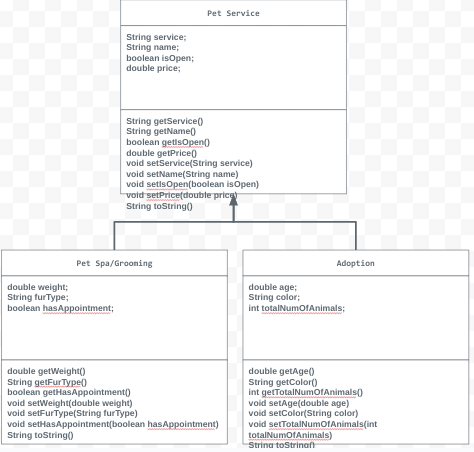 Pet Service
String service;
String name;
boolean isOpen;
double price;
String getService()
String getName()
boolean getIsOpen()
double getPrice()
void setService(String service)
void setName(String name)
void setIsOpen(boolean isOpen)
void setPrice(double price)
String toString()
Pet Spa/Grooming
double weight;
String furType;
boolean hasAppointment;
double getWeight()
String getFurType()
boolean getHasAppointment()
void setWeight(double weight)
void setFurType(String furType)
void setHasAppointment(boolean hasAppointment)
String toString()
Adoption
double age;
String color;
int totalNumOfAnimals;
double getAge()
String getColor()
int getTotalNumOfAnimals()
void setAge(double age)
void setColor(String color)
void setTotalNumOfAnimals(int
totalNumOfAnimals)
String toString()